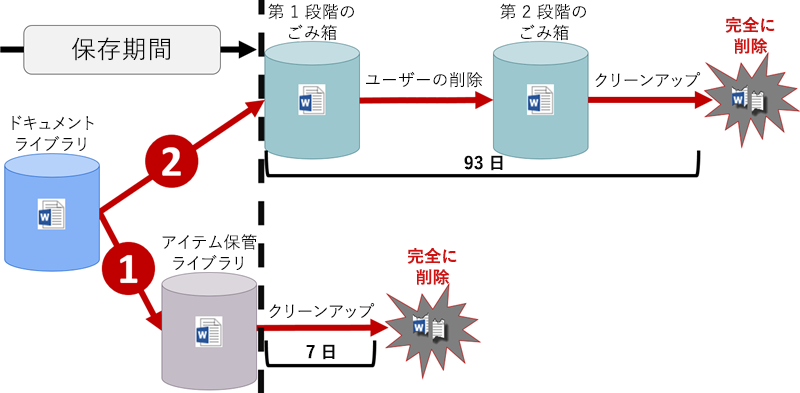 保存期間
第 1 段階の
ごみ箱
第 2 段階の
ごみ箱
完全に
削除
ユーザーの削除
クリーンアップ
ドキュメント
ライブラリ
2
93 日
1
アイテム保管
ライブラリ
クリーンアップ
完全に
削除
7 日